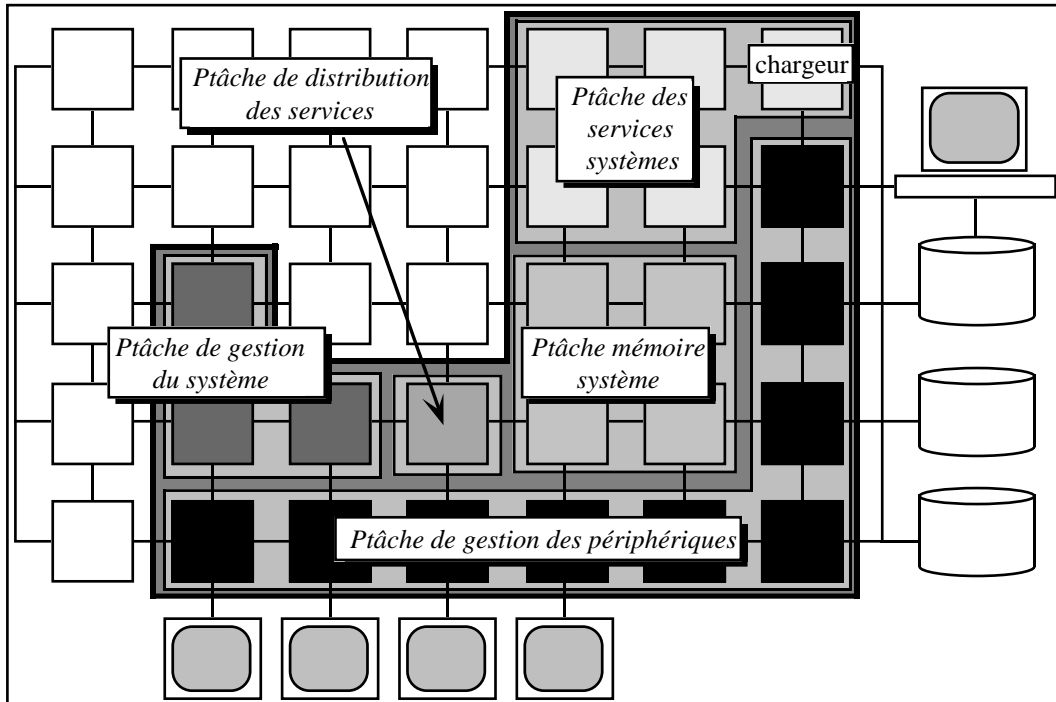 Ptâche de distribution
des services
Ptâche des
services
systèmes
chargeur
Ptâche de gestion
du système
Ptâche mémoire
système
Ptâche de gestion des périphériques